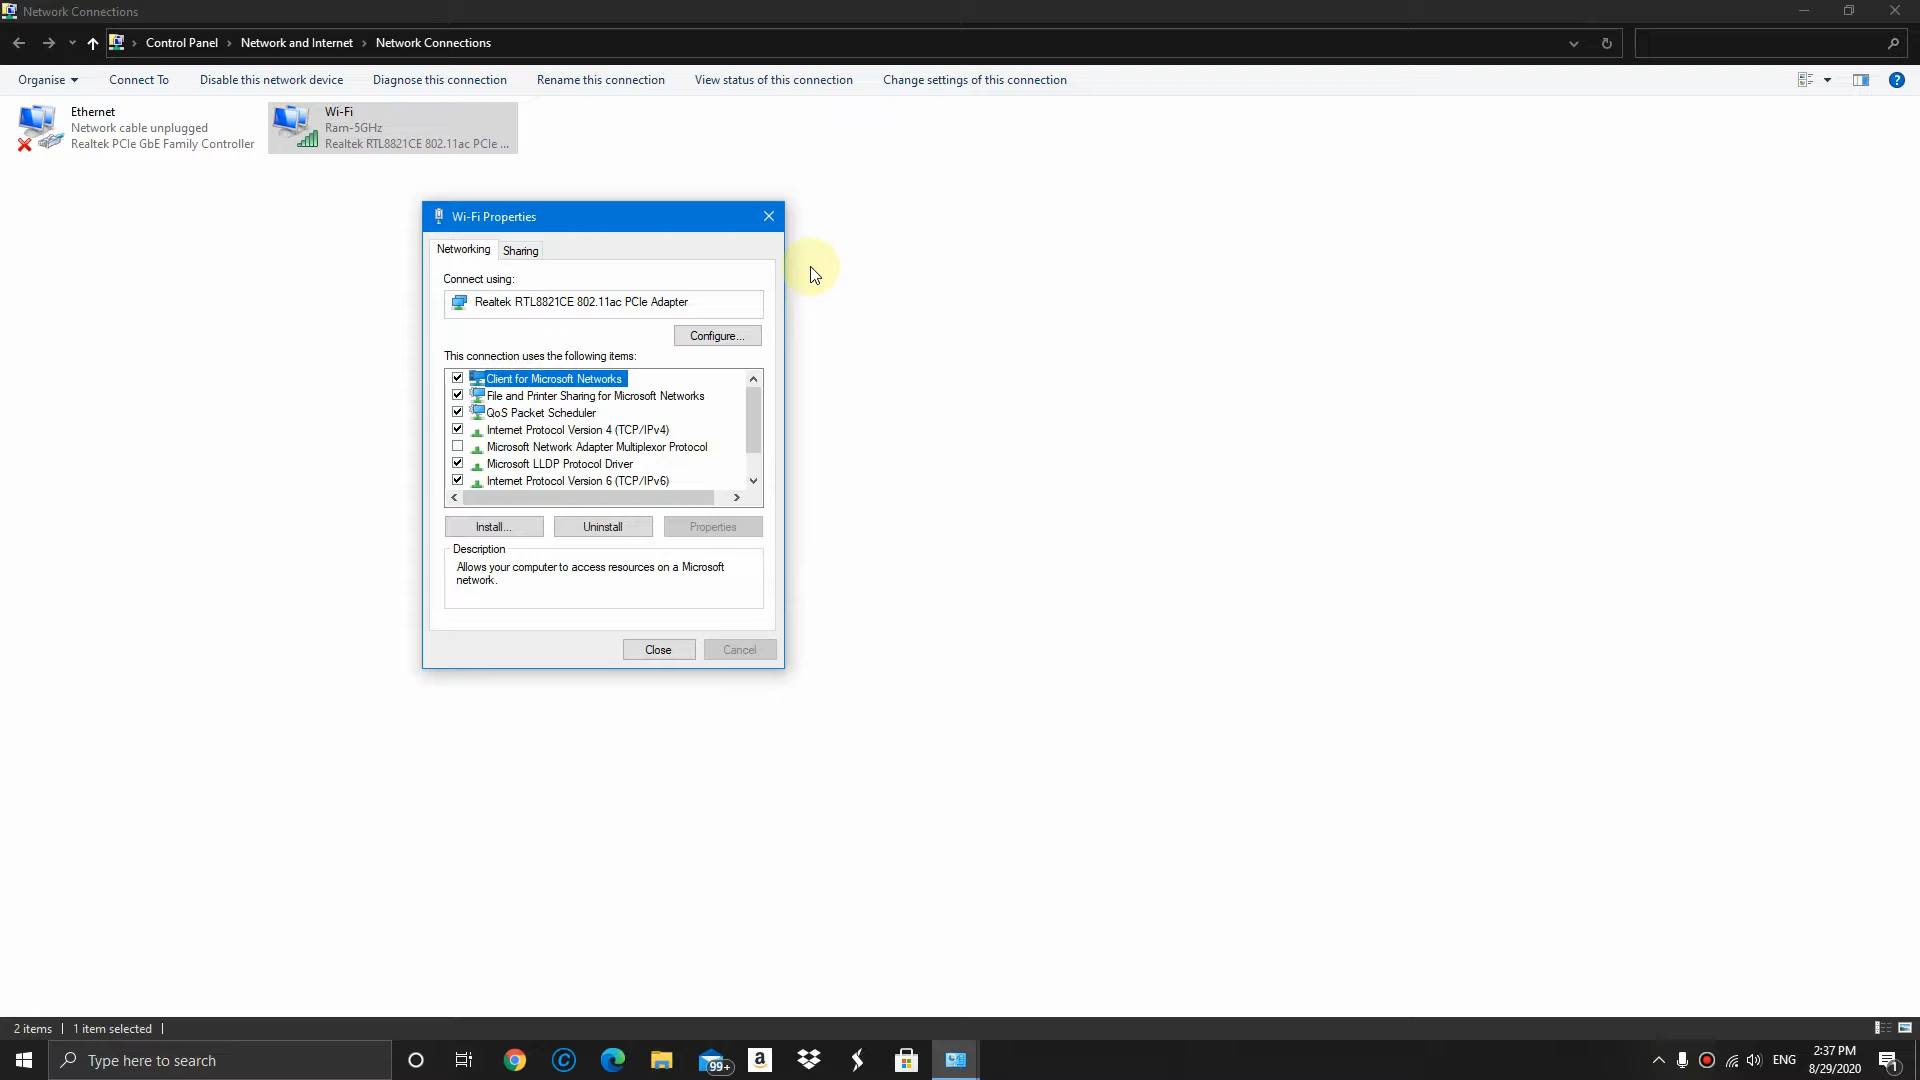 Network Connections
Control Panel
Network and Internet
Network Connections
Organise
Connect To
Disable this network device
Diagnose this connection
Rename this connection
View status of this connection
Change settings of this connection
Ethernet
Network cable unplugged
Realtek PCIe GbE Family Controller
Wi-Fi
Ram-5GHz
Realtek RTL8821CE 802.11ac PCIe ...
Wi-Fi Properties
Networking
Sharing
Connect using:
Realtek RTL8821CE 802.11ac PCIe Adapter
Configure...
This connection uses the following items:
Client for Microsoft Networks
File and Printer Sharing for Microsoft Networks
QoS Packet Scheduler
Internet Protocol Version 4 (TCP/IPv4)
Microsoft Network Adapter Multiplexor Protocol
Microsoft LLDP Protocol Driver
Internet Protocol Version 6 (TCP/IPv6)
Install...
Uninstall
Properties
Description
Allows your computer to access resources on a Microsoft
network.
Close
Cancel
2 items
1 item selected
Type here to search
99+
a
ENG
2:37 PM
8/29/2020
1